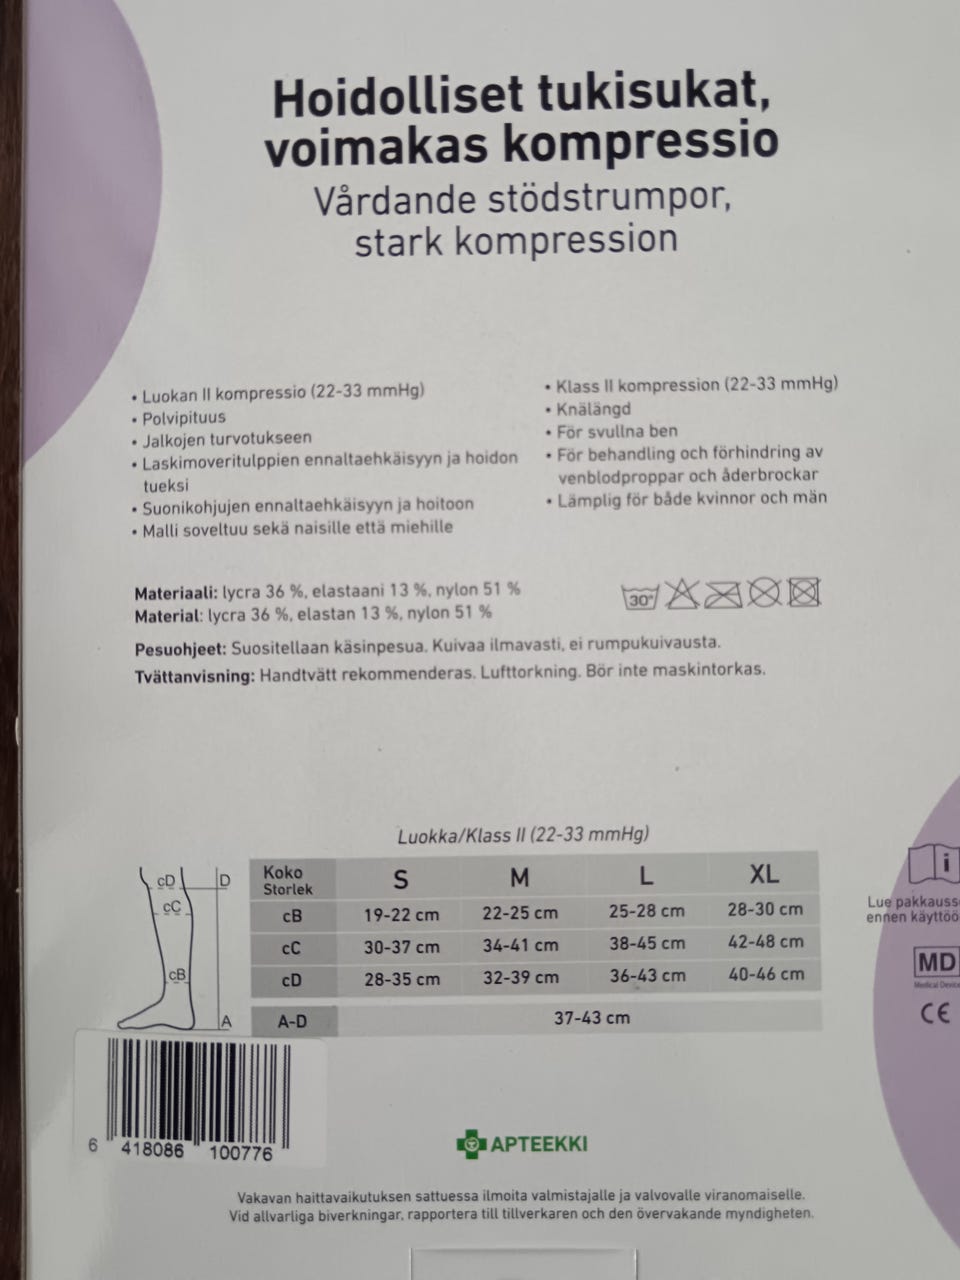 Hoidolliset tukisukat,
voimakas kompressio
Vårdande stödstrumpor,
stark kompression
• Luokan II kompressio (22-33 mmHg)
• Polvipituus
• Jalkojen turvotukseen
• Laskimoveritulppien ennaltaehkäisyyn ja hoidon
tueksi
• Suonikohjujen ennaltaehkäisyyn ja hoitoon
• Malli soveltuu sekä naisille että miehille
• Klass II kompression (22-33 mmHg)
• Knälängd
• För svullna ben
• För behandling och förhindring av
venblodproppar och åderbrockar
• Lämplig för både kvinnor och män
Materiaali: lycra 36 %, elastaani 13 %, nylon 51 %
Material: lycra 36 %, elastan 13 %, nylon 51 %
30°
Pesuohjeet: Suositellaan käsinpesua. Kuivaa ilmavasti, ei rumpukuivausta.
Tvättanvisning: Handtvätt rekommenderas. Lufttorkning. Bör inte maskintorkas.
Luokka/Klass II (22-33 mmHg)
cD D
cC
cB
A
Koko S M L XL
Storlek
cB 19-22 cm 22-25 cm 25-28 cm 28-30 cm
cC 30-37 cm 34-41 cm 38-45 cm 42-48 cm
cD 28-35 cm 32-39 cm 36-43 cm 40-46 cm
A-D 37-43 cm
i
Lue pakkauss
ennen käyttöö
MD
Medical Device
CE
6 418086 100776
APTEEKKI
Vakavan haittavaikutuksen sattuessa ilmoita valmistajalle ja valvovalle viranomaiselle.
Vid allvarliga biverkningar, rapportera till tillverkaren och den övervakande myndigheten.